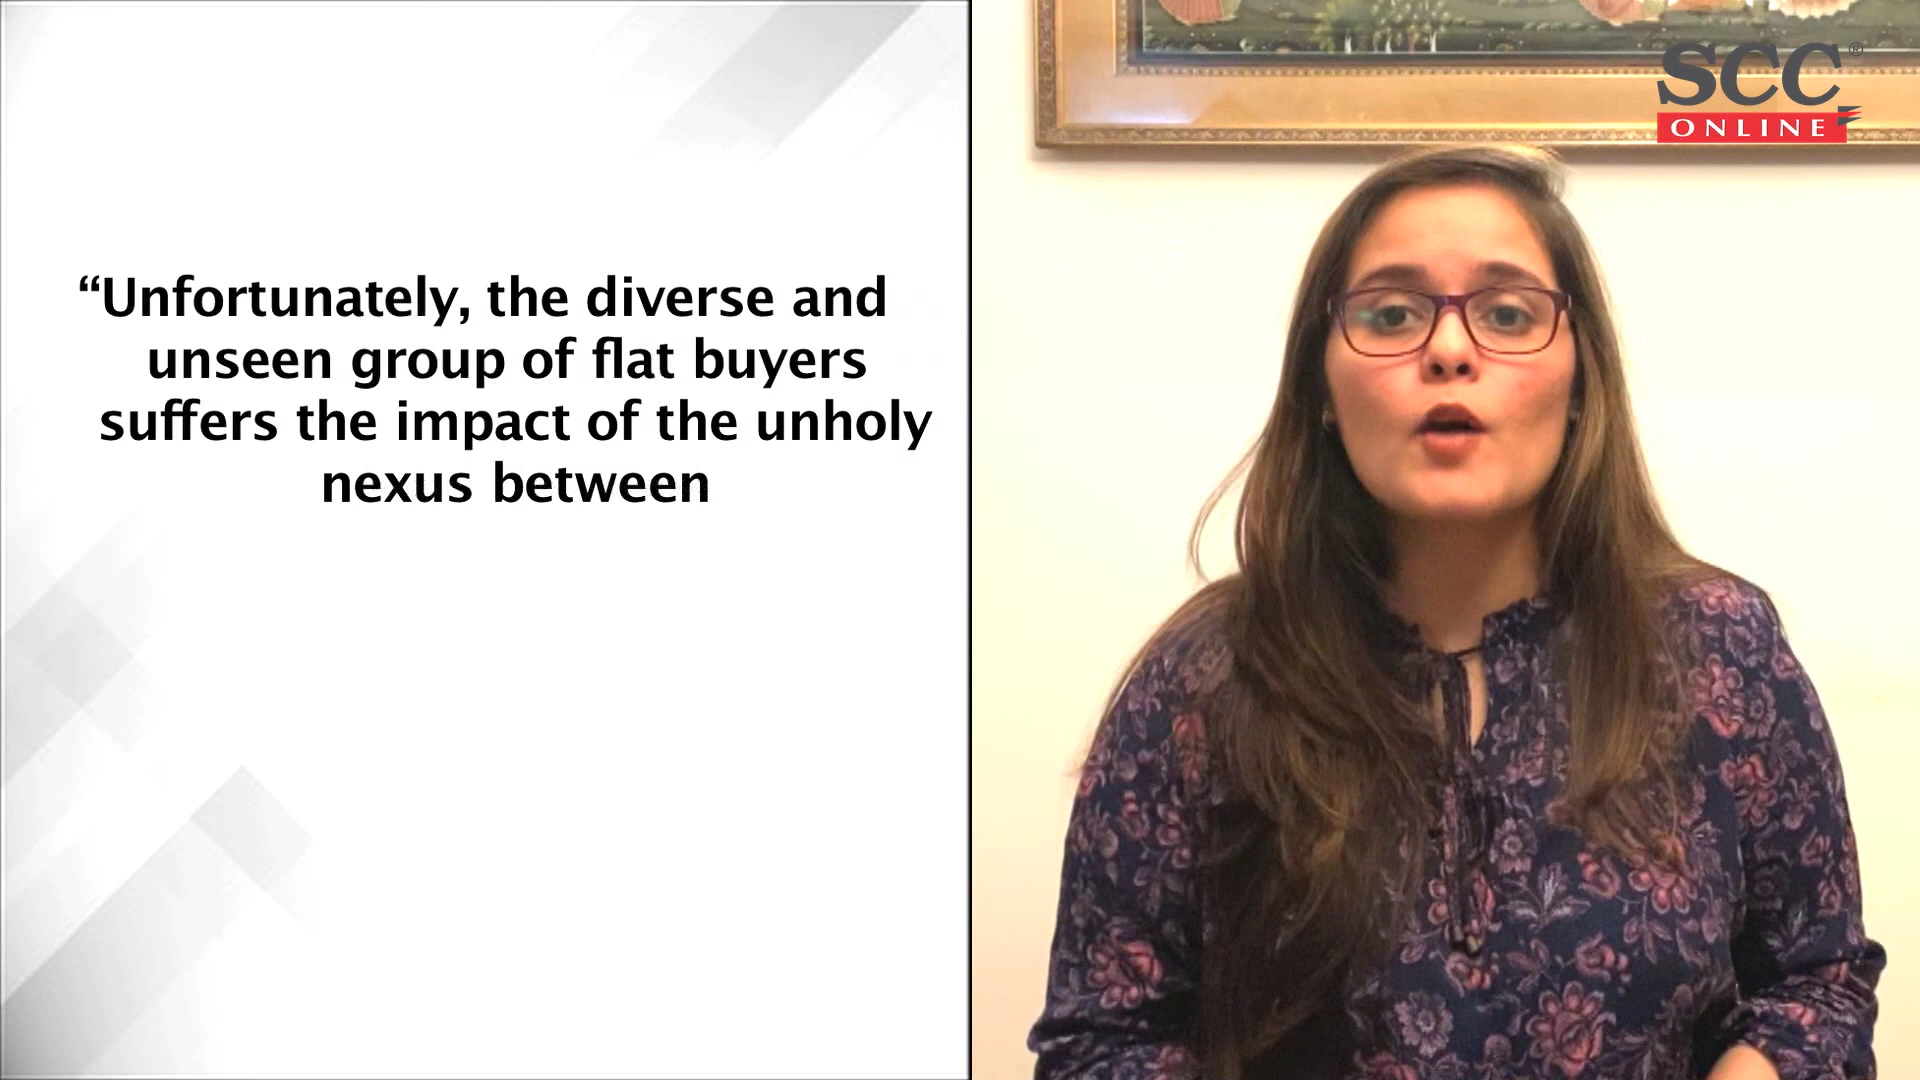 “Unfortunately, the diverse and
unseen group of flat buyers
suffers the impact of the unholy
nexus between
SCC®
ONLINE